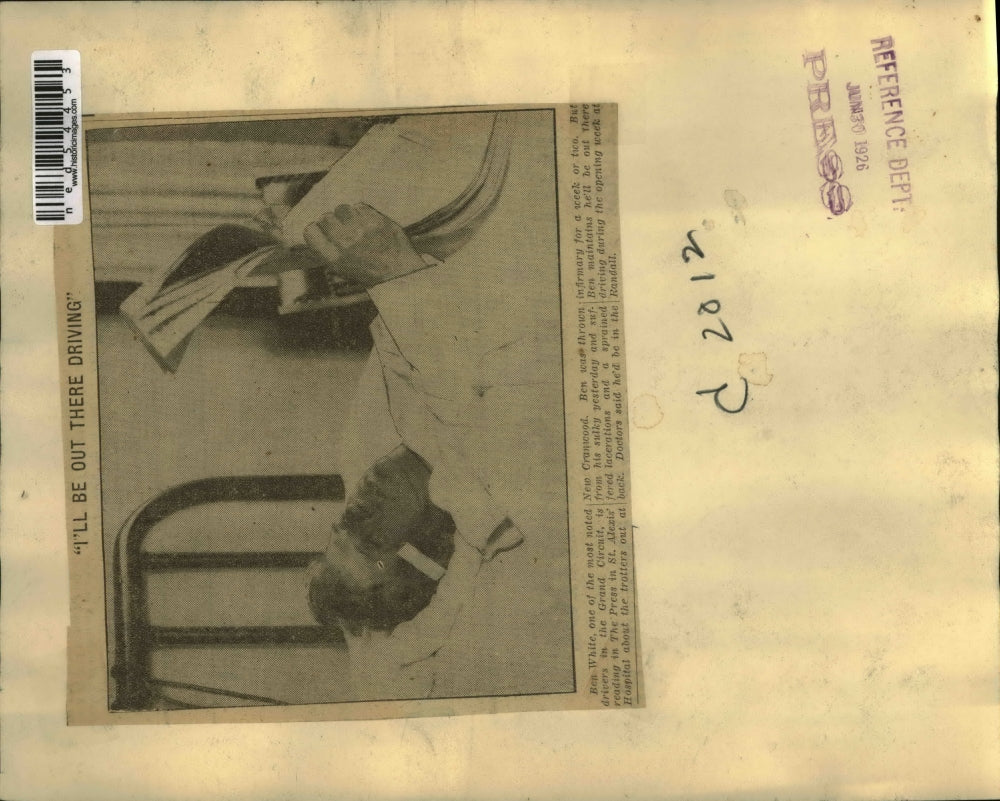 "I'LL BE OUT THERE DRIVING"
Ben White, one of the most noted
drivers in the Grand Circuit, is
reading in The Press in St. Alexis'
Hospital about the trotters out at
New Cranwood. Ben was thrown
from his sulky yesterday and suf-
fered lacerations and a sprained
back. Doctors said he'd be in the
infirmary for a week or two. But
Ben maintains he'll be out there
driving during the opening week at
Randall.
REFERENCE DEPT.
JUN 30 1926
PRESS
C 2012
ned54453
www.historicimages.com